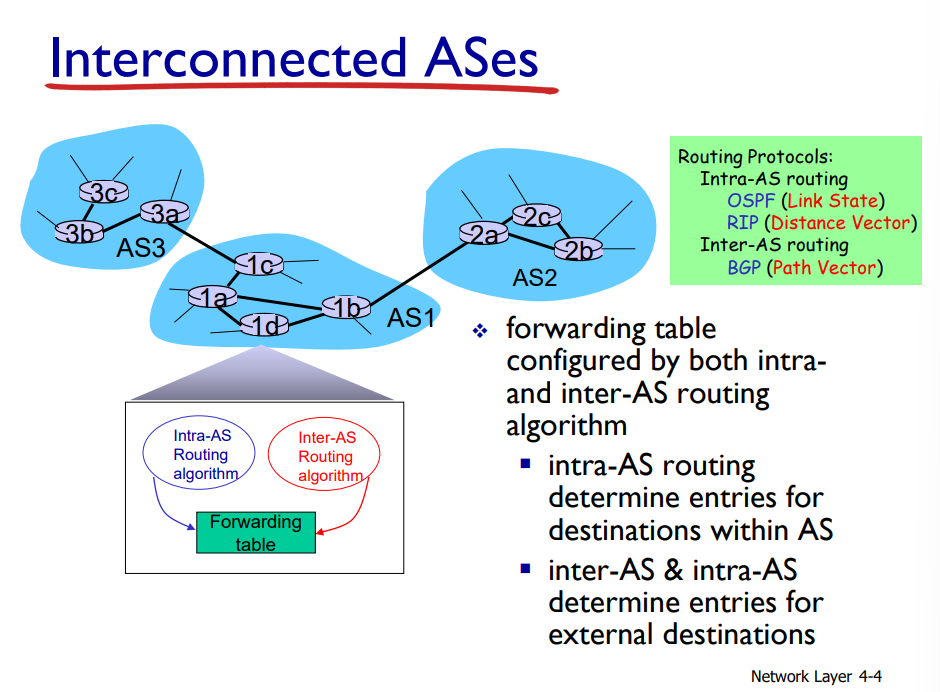 Interconnected ASes
3c
3a
3b
AS3
1c
1a
1d
1b
AS1
2c
2a
2b
AS2
Routing Protocols:
Intra-AS routing
OSPF (Link State)
RIP (Distance Vector)
Inter-AS routing
BGP (Path Vector)
Intra-AS
Routing
algorithm
Inter-AS
Routing
algorithm
Forwarding
table
forwarding table
configured by both intra-
and inter-AS routing
algorithm
intra-AS routing
determine entries for
destinations within AS
inter-AS & intra-AS
determine entries for
external destinations
Network Layer 4-4